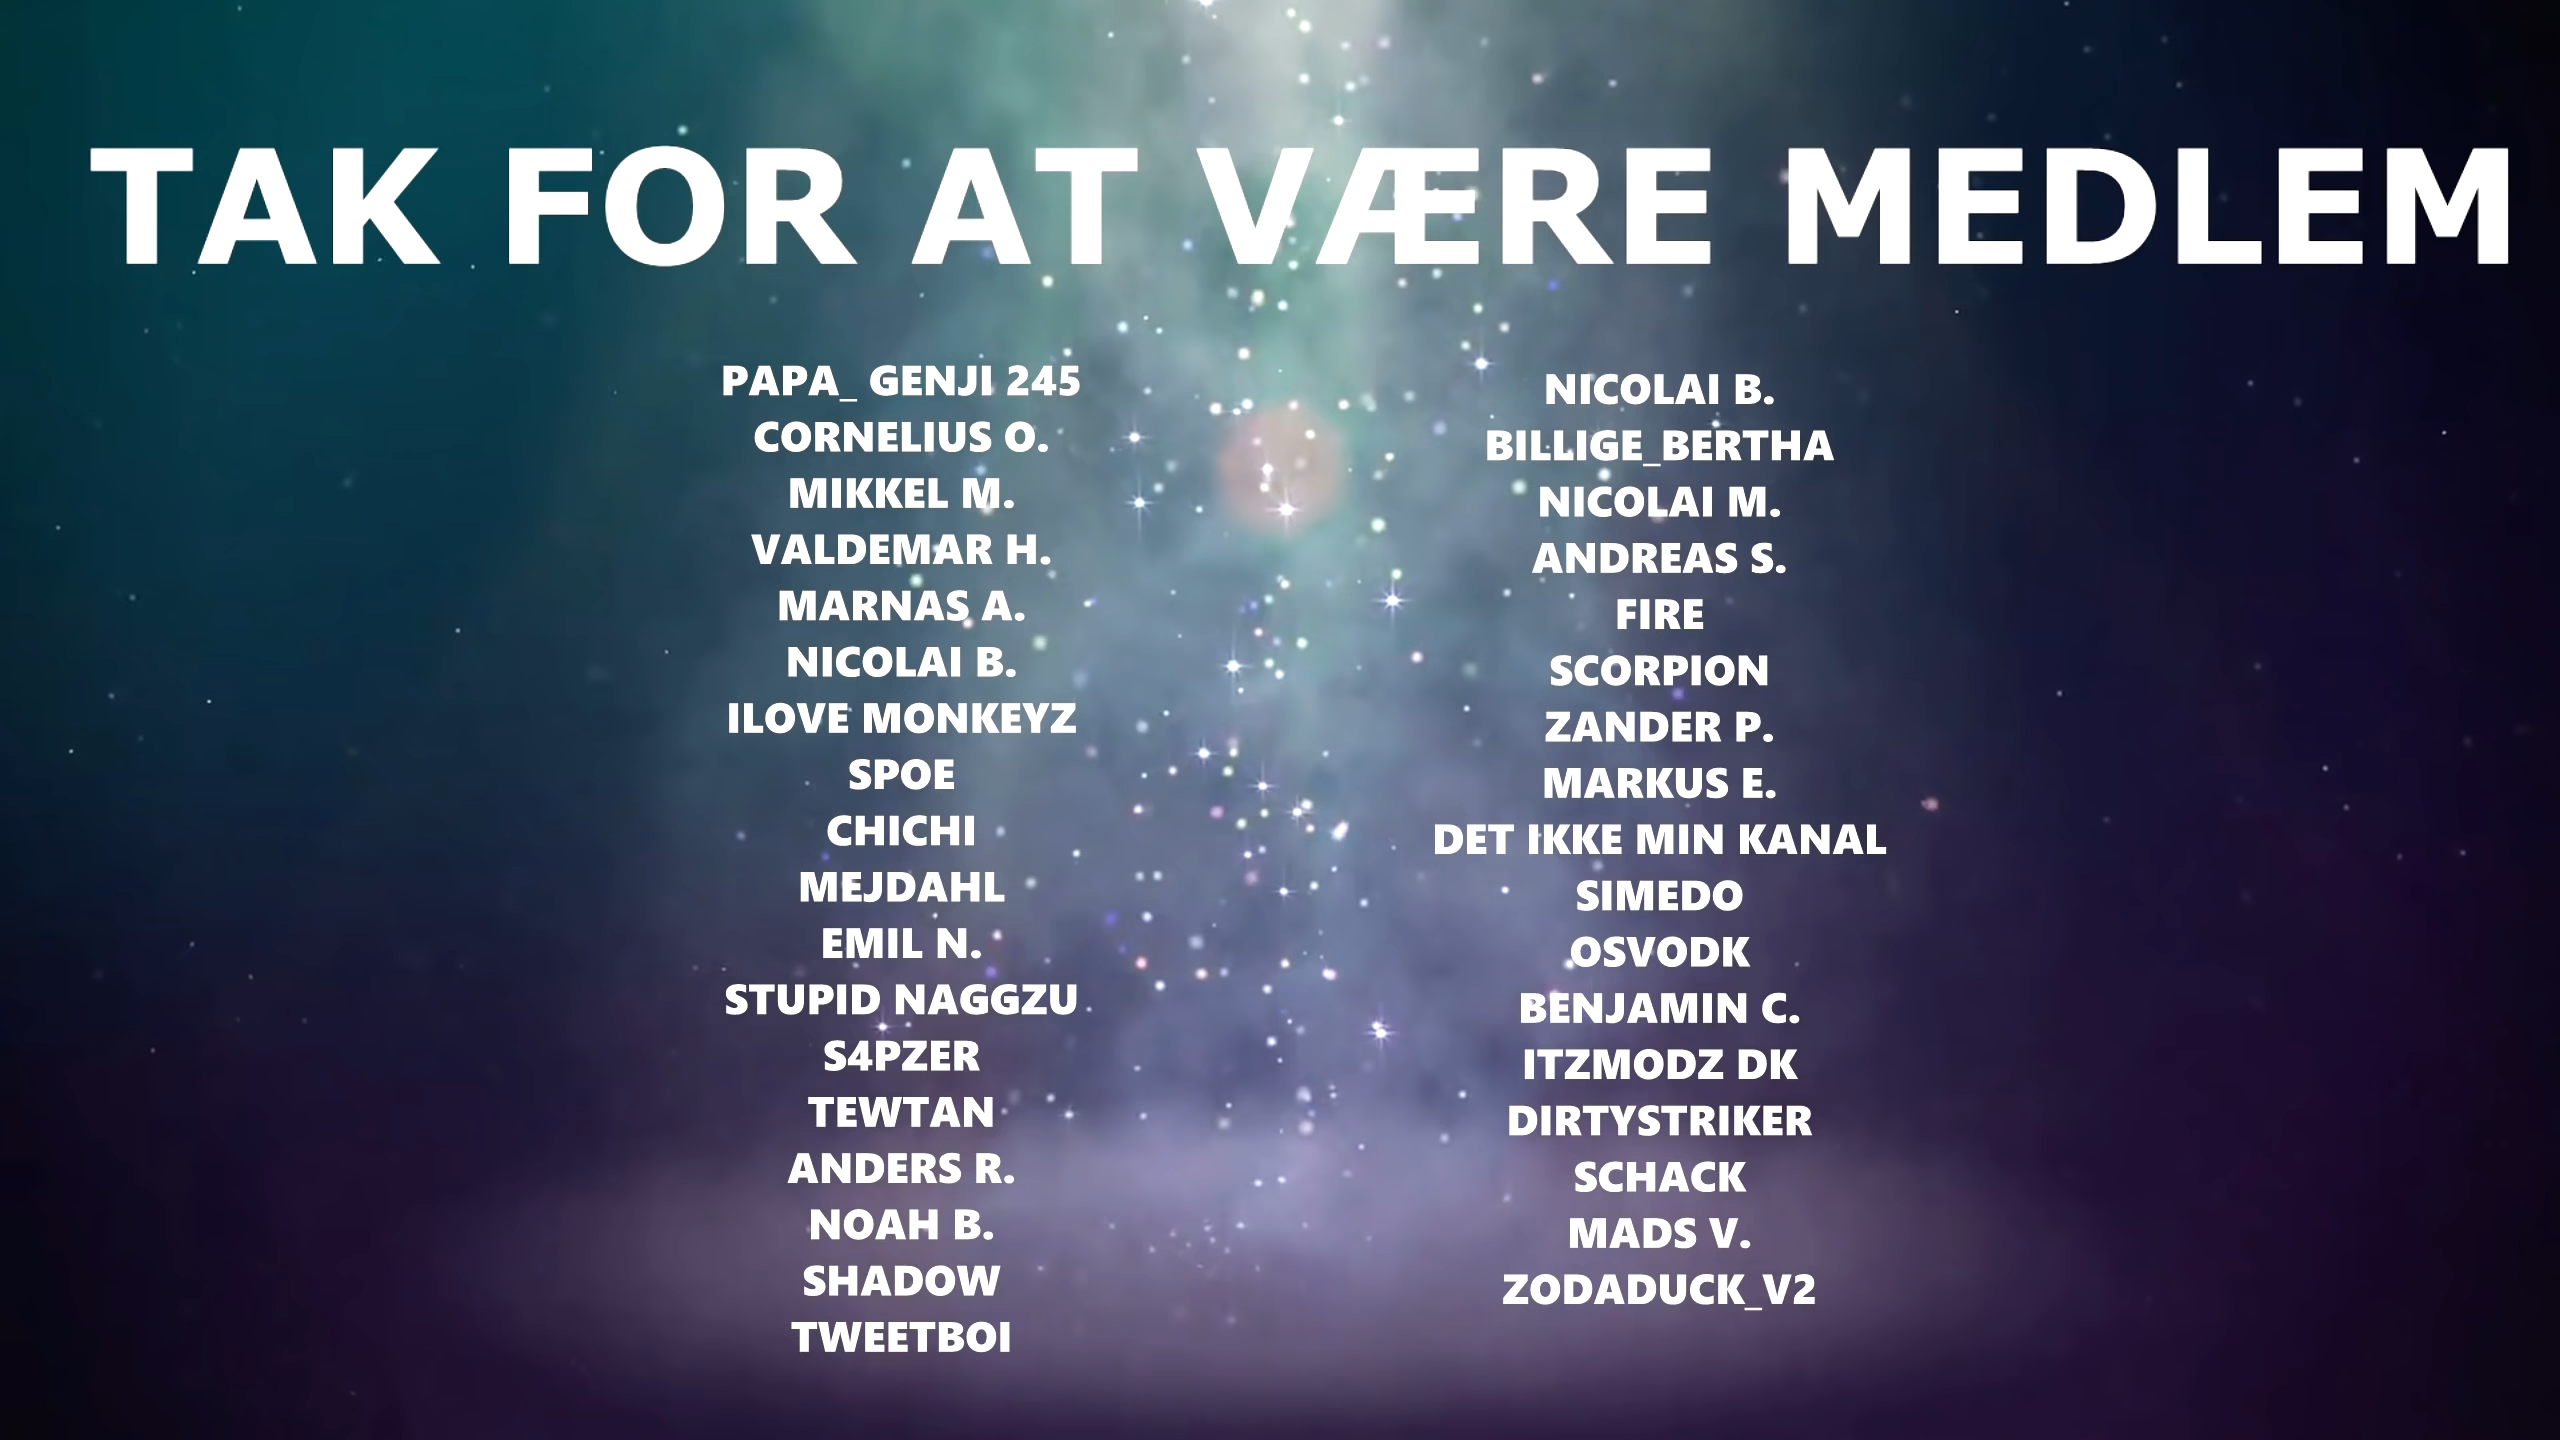 TAK FOR AT VÆRE MEDLEM
PAPA_ GENJI 245
CORNELIUS O.
MIKKEL M.
VALDEMAR H.
MARNAS A.
NICOLAI B.
ILOVE MONKEYZ
SPOE
CHICHI
MEJDAHL
EMIL N.
STUPID NAGGZU
S4PZER
TEWTAN
ANDERS R.
NOAH B.
SHADOW
TWEETBOI
NICOLAI B.
BILLIGE_BERTHA
NICOLAI M.
ANDREAS S.
FIRE
SCORPION
ZANDER P.
MARKUS E.
DET IKKE MIN KANAL
SIMEDO
OSVODK
BENJAMIN C.
ITZMODZ DK
DIRTYSTRIKER
SCHACK
MADS V.
ZODADUCK_V2